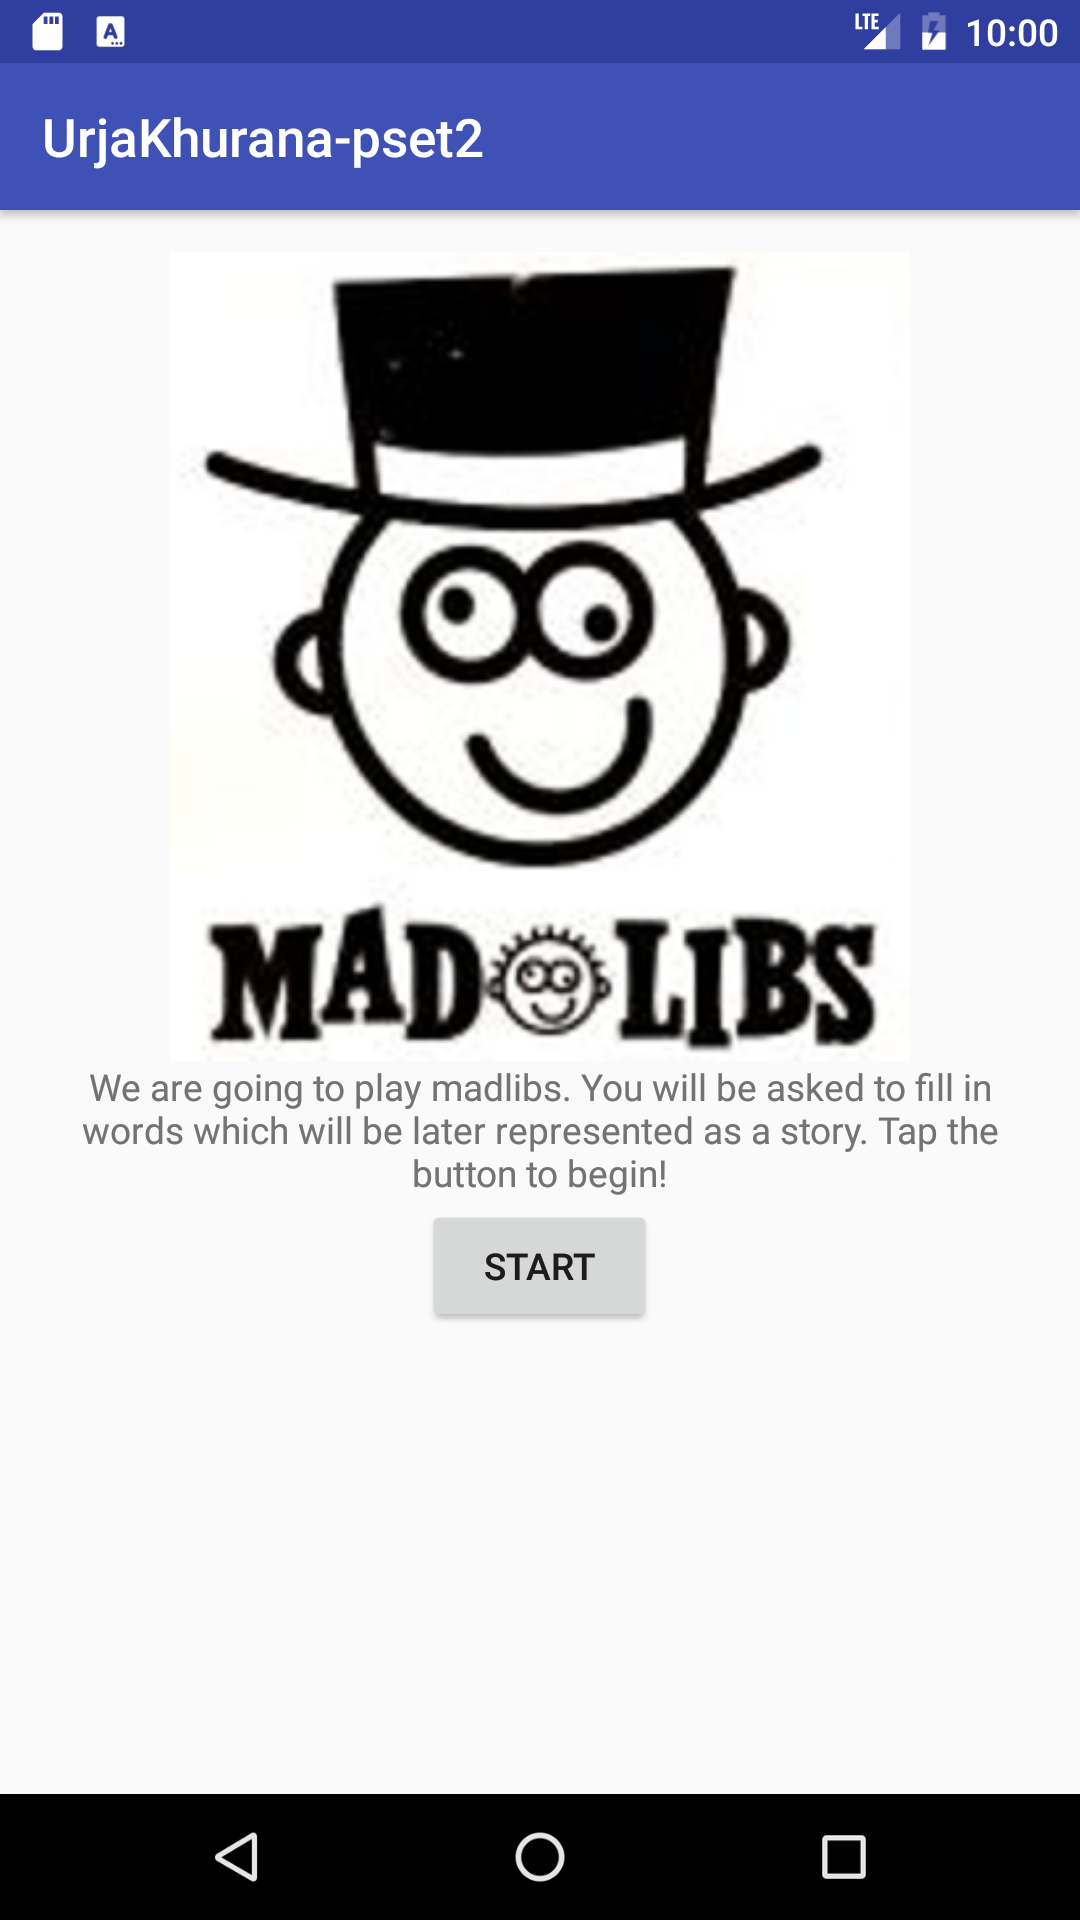 LTE 10:00
UrjaKhurana-pset2
MAD LIBS
We are going to play madlibs. You will be asked to fill in
words which will be later represented as a story. Tap the
button to begin!
START